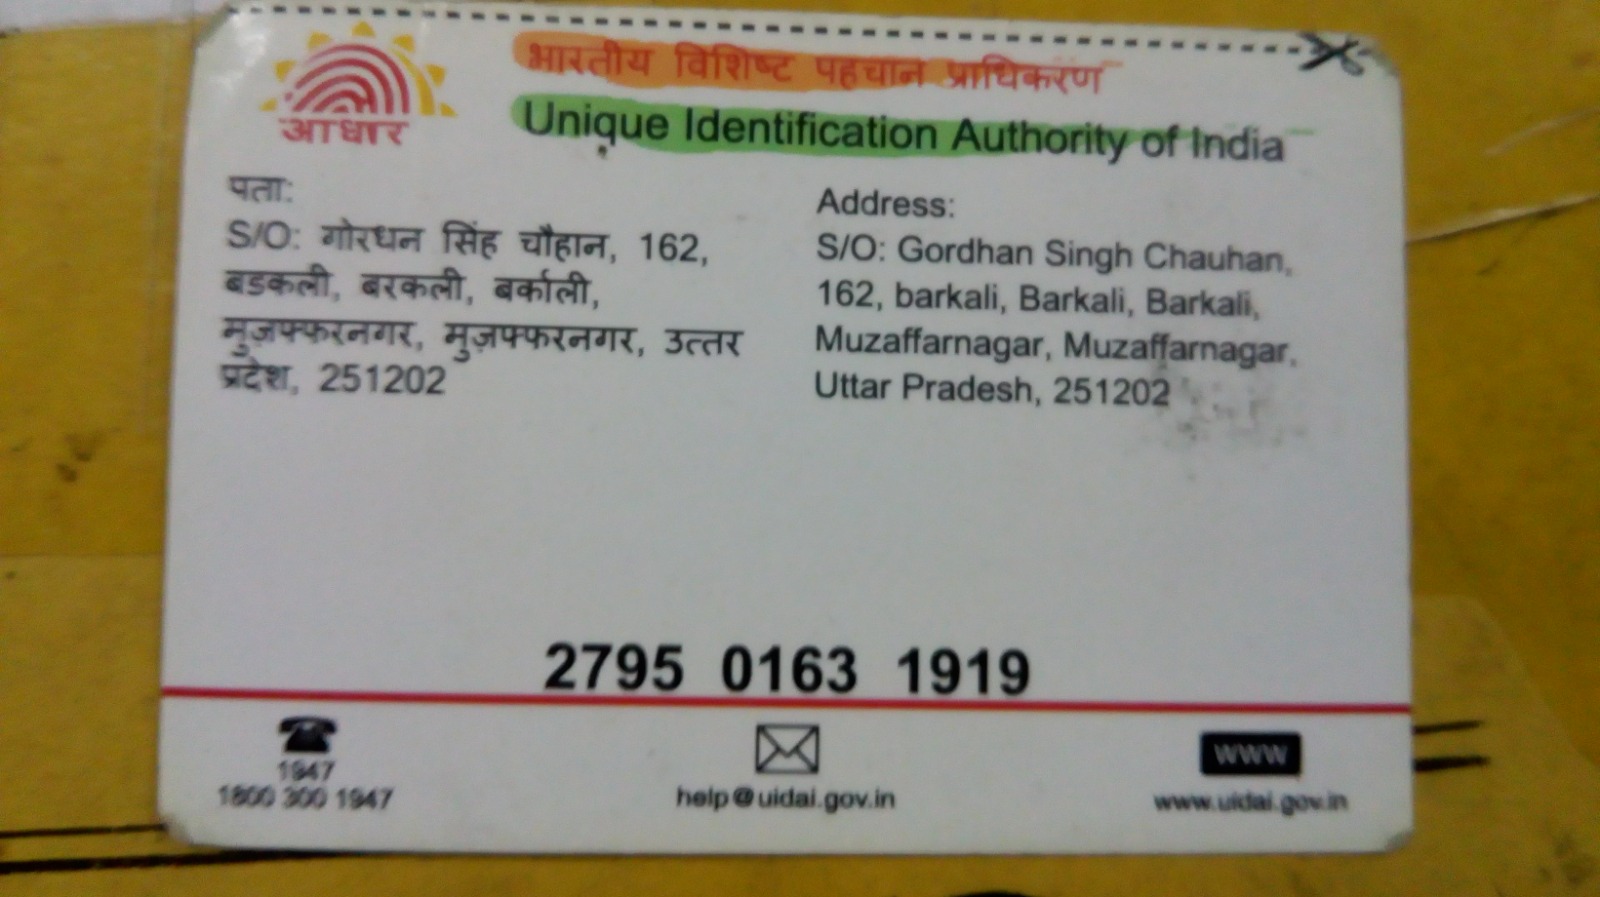 भारतीय विशिष्ट पहचान प्राधिकरण
Unique Identification Authority of India
आधार
पता:
S/O: गोरधन सिंह चौहान, 162,
बडकली, बरकली, बर्काली,
मुज़फ्फरनगर, मुज़फ्फरनगर, उत्तर
प्रदेश, 251202
Address:
S/O: Gordhan Singh Chauhan,
162, barkali, Barkali, Barkali,
Muzaffarnagar, Muzaffarnagar,
Uttar Pradesh, 251202
2795 0163 1919
1947
1800 300 1947
help@uidai.gov.in
www
www.uidai.gov.in